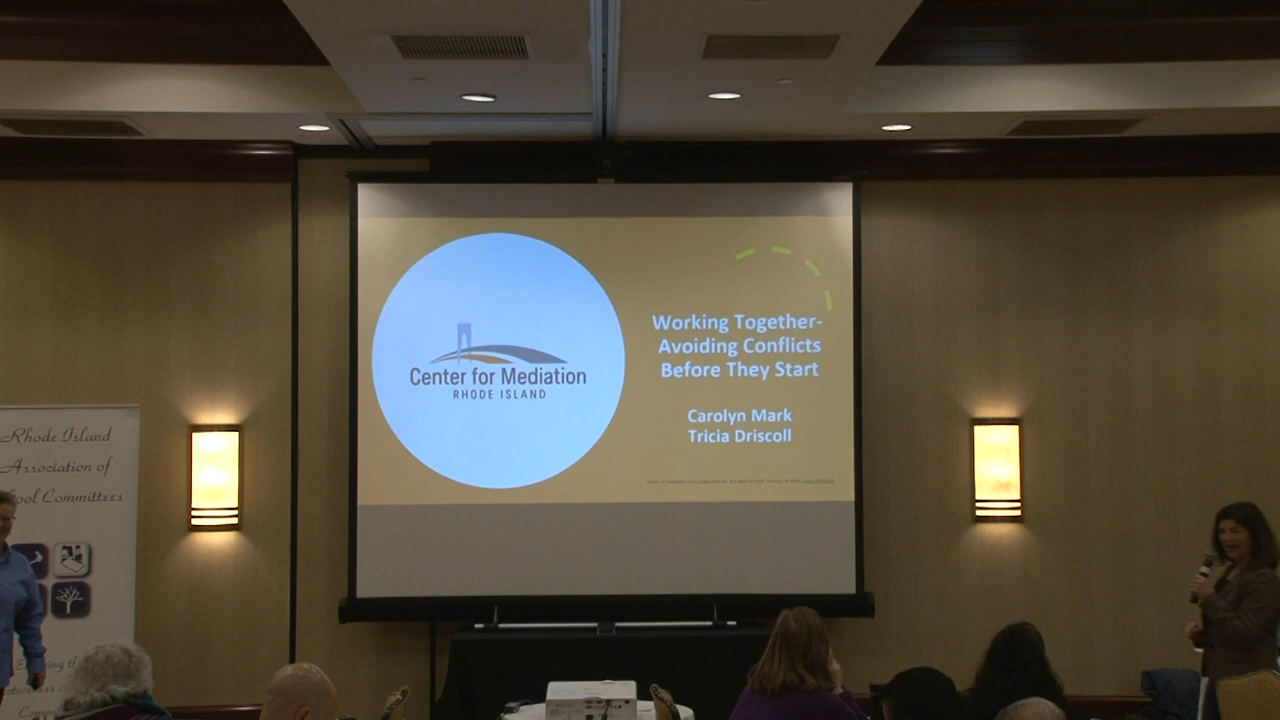 Working Together-
Avoiding Conflicts
Before They Start
Carolyn Mark
Tricia Driscoll
Center for Mediation
RHODE ISLAND
Rhode Island
Association of
ool Committees